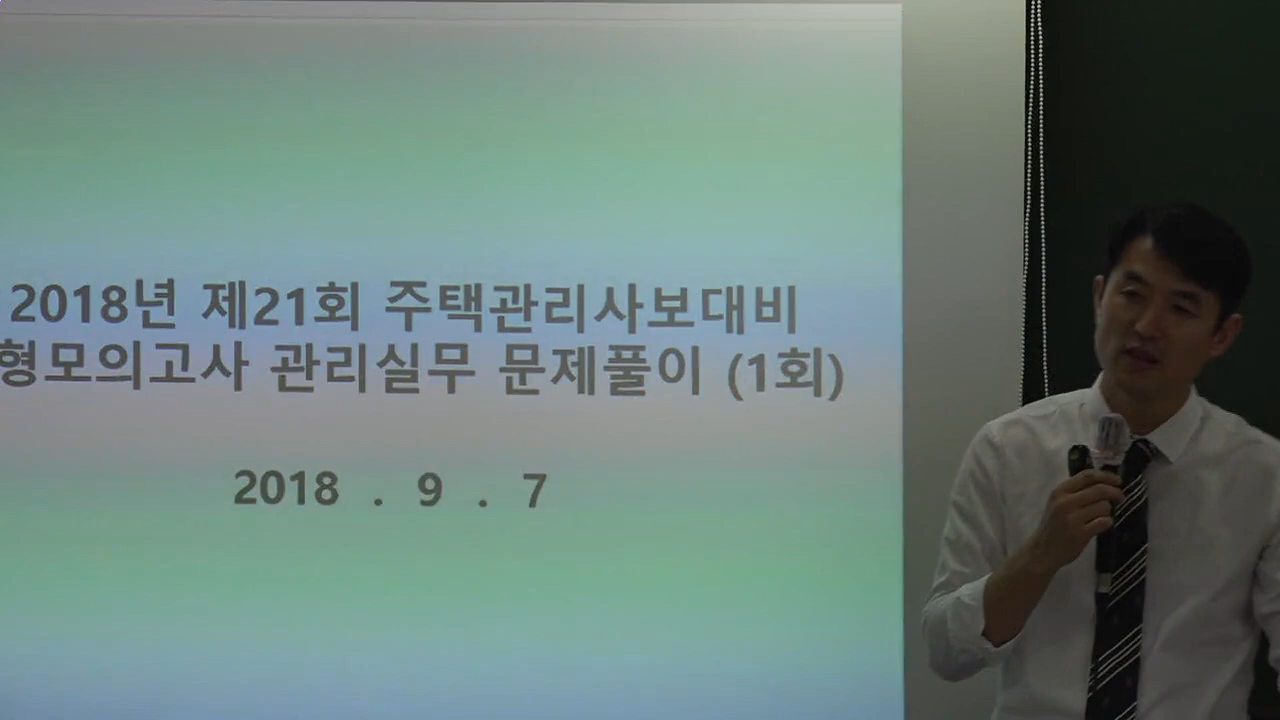 2018년 제21회 주택관리사보대비
형모의고사 관리실무 문제풀이 (1회)
2018 . 9 . 7